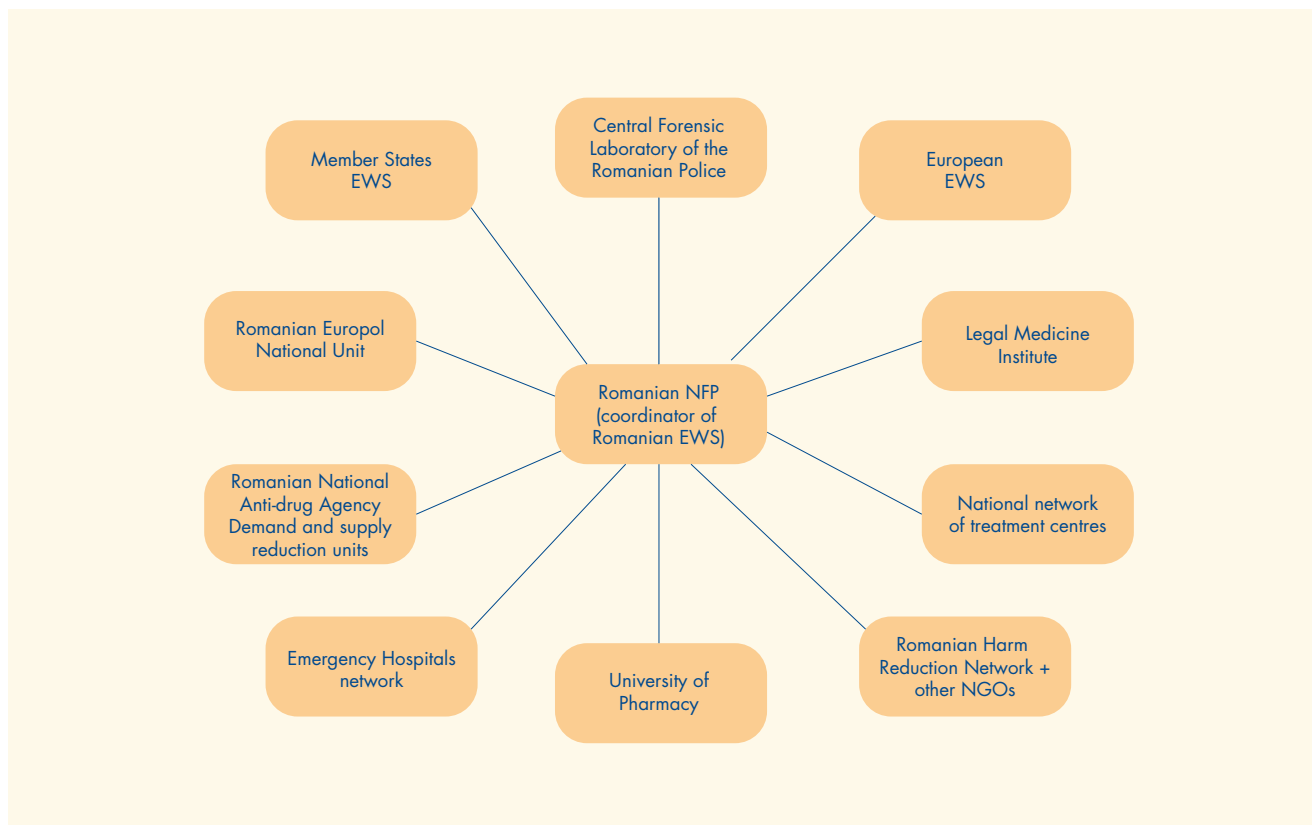 Member States
EWS
Central Forensic
Laboratory of the
Romanian Police
European
EWS
Romanian Europol
National Unit
Legal Medicine
Institute
Romanian NFP
(coordinator of
Romanian EWS)
Romanian National
Anti-drug Agency
Demand and supply
reduction units
National network
of treatment centres
Emergency Hospitals
network
University of
Pharmacy
Romanian Harm
Reduction Network +
other NGOs